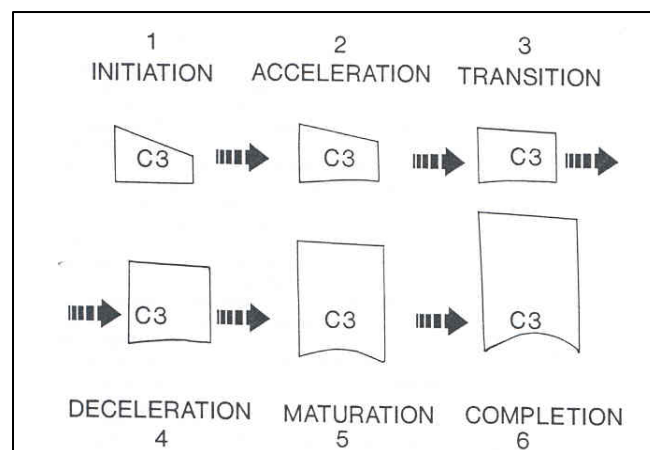 1 2 3
INITIATION ACCELERATION TRANSITION
C3 C3 C3
C3 C3 C3
DECELERATION MATURATION COMPLETION
4 5 6